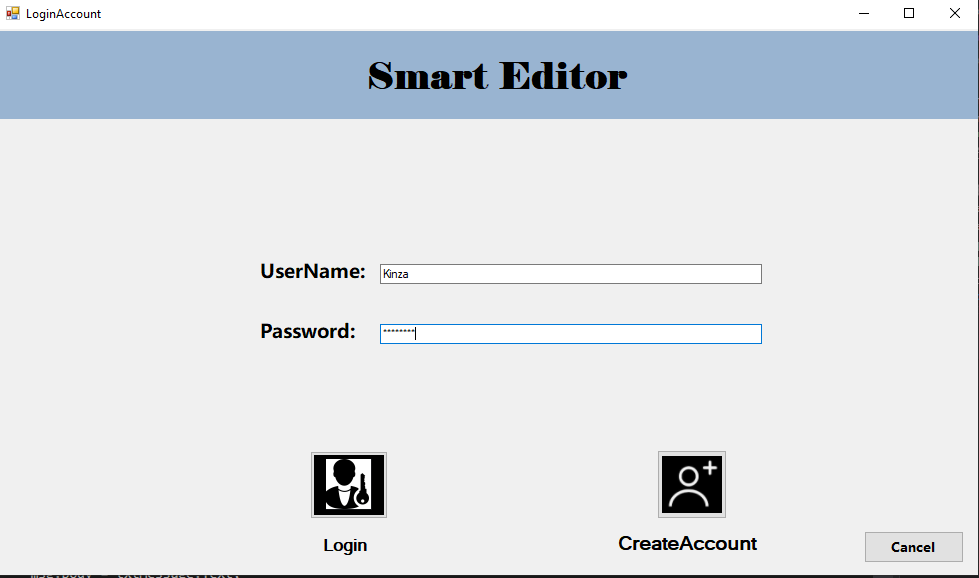 LoginAccount
Smart Editor
UserName: Kinza
Password: ********
Login
CreateAccount
Cancel